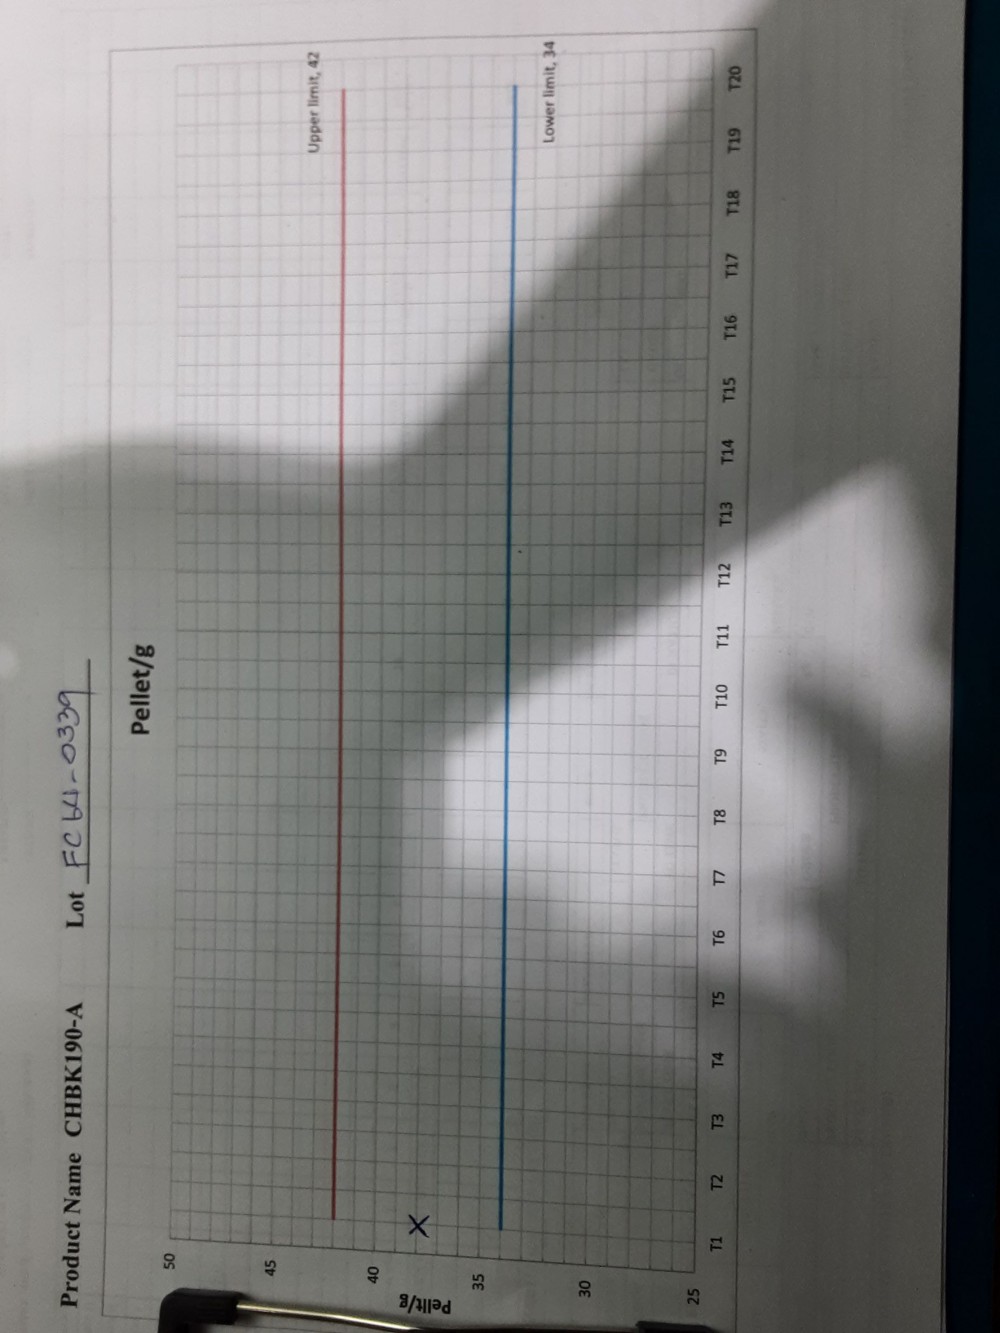 Product Name CHBK190-A Lot FC64-0339
Pellet/g
Upper limit, 42
Lower limit, 34
50
45
40
35
30
25
Pellt/g
T1 T2 T3 T4 T5 T6 T7 T8 T9 T10 T11 T12 T13 T14 T15 T16 T17 T18 T19 T20
X